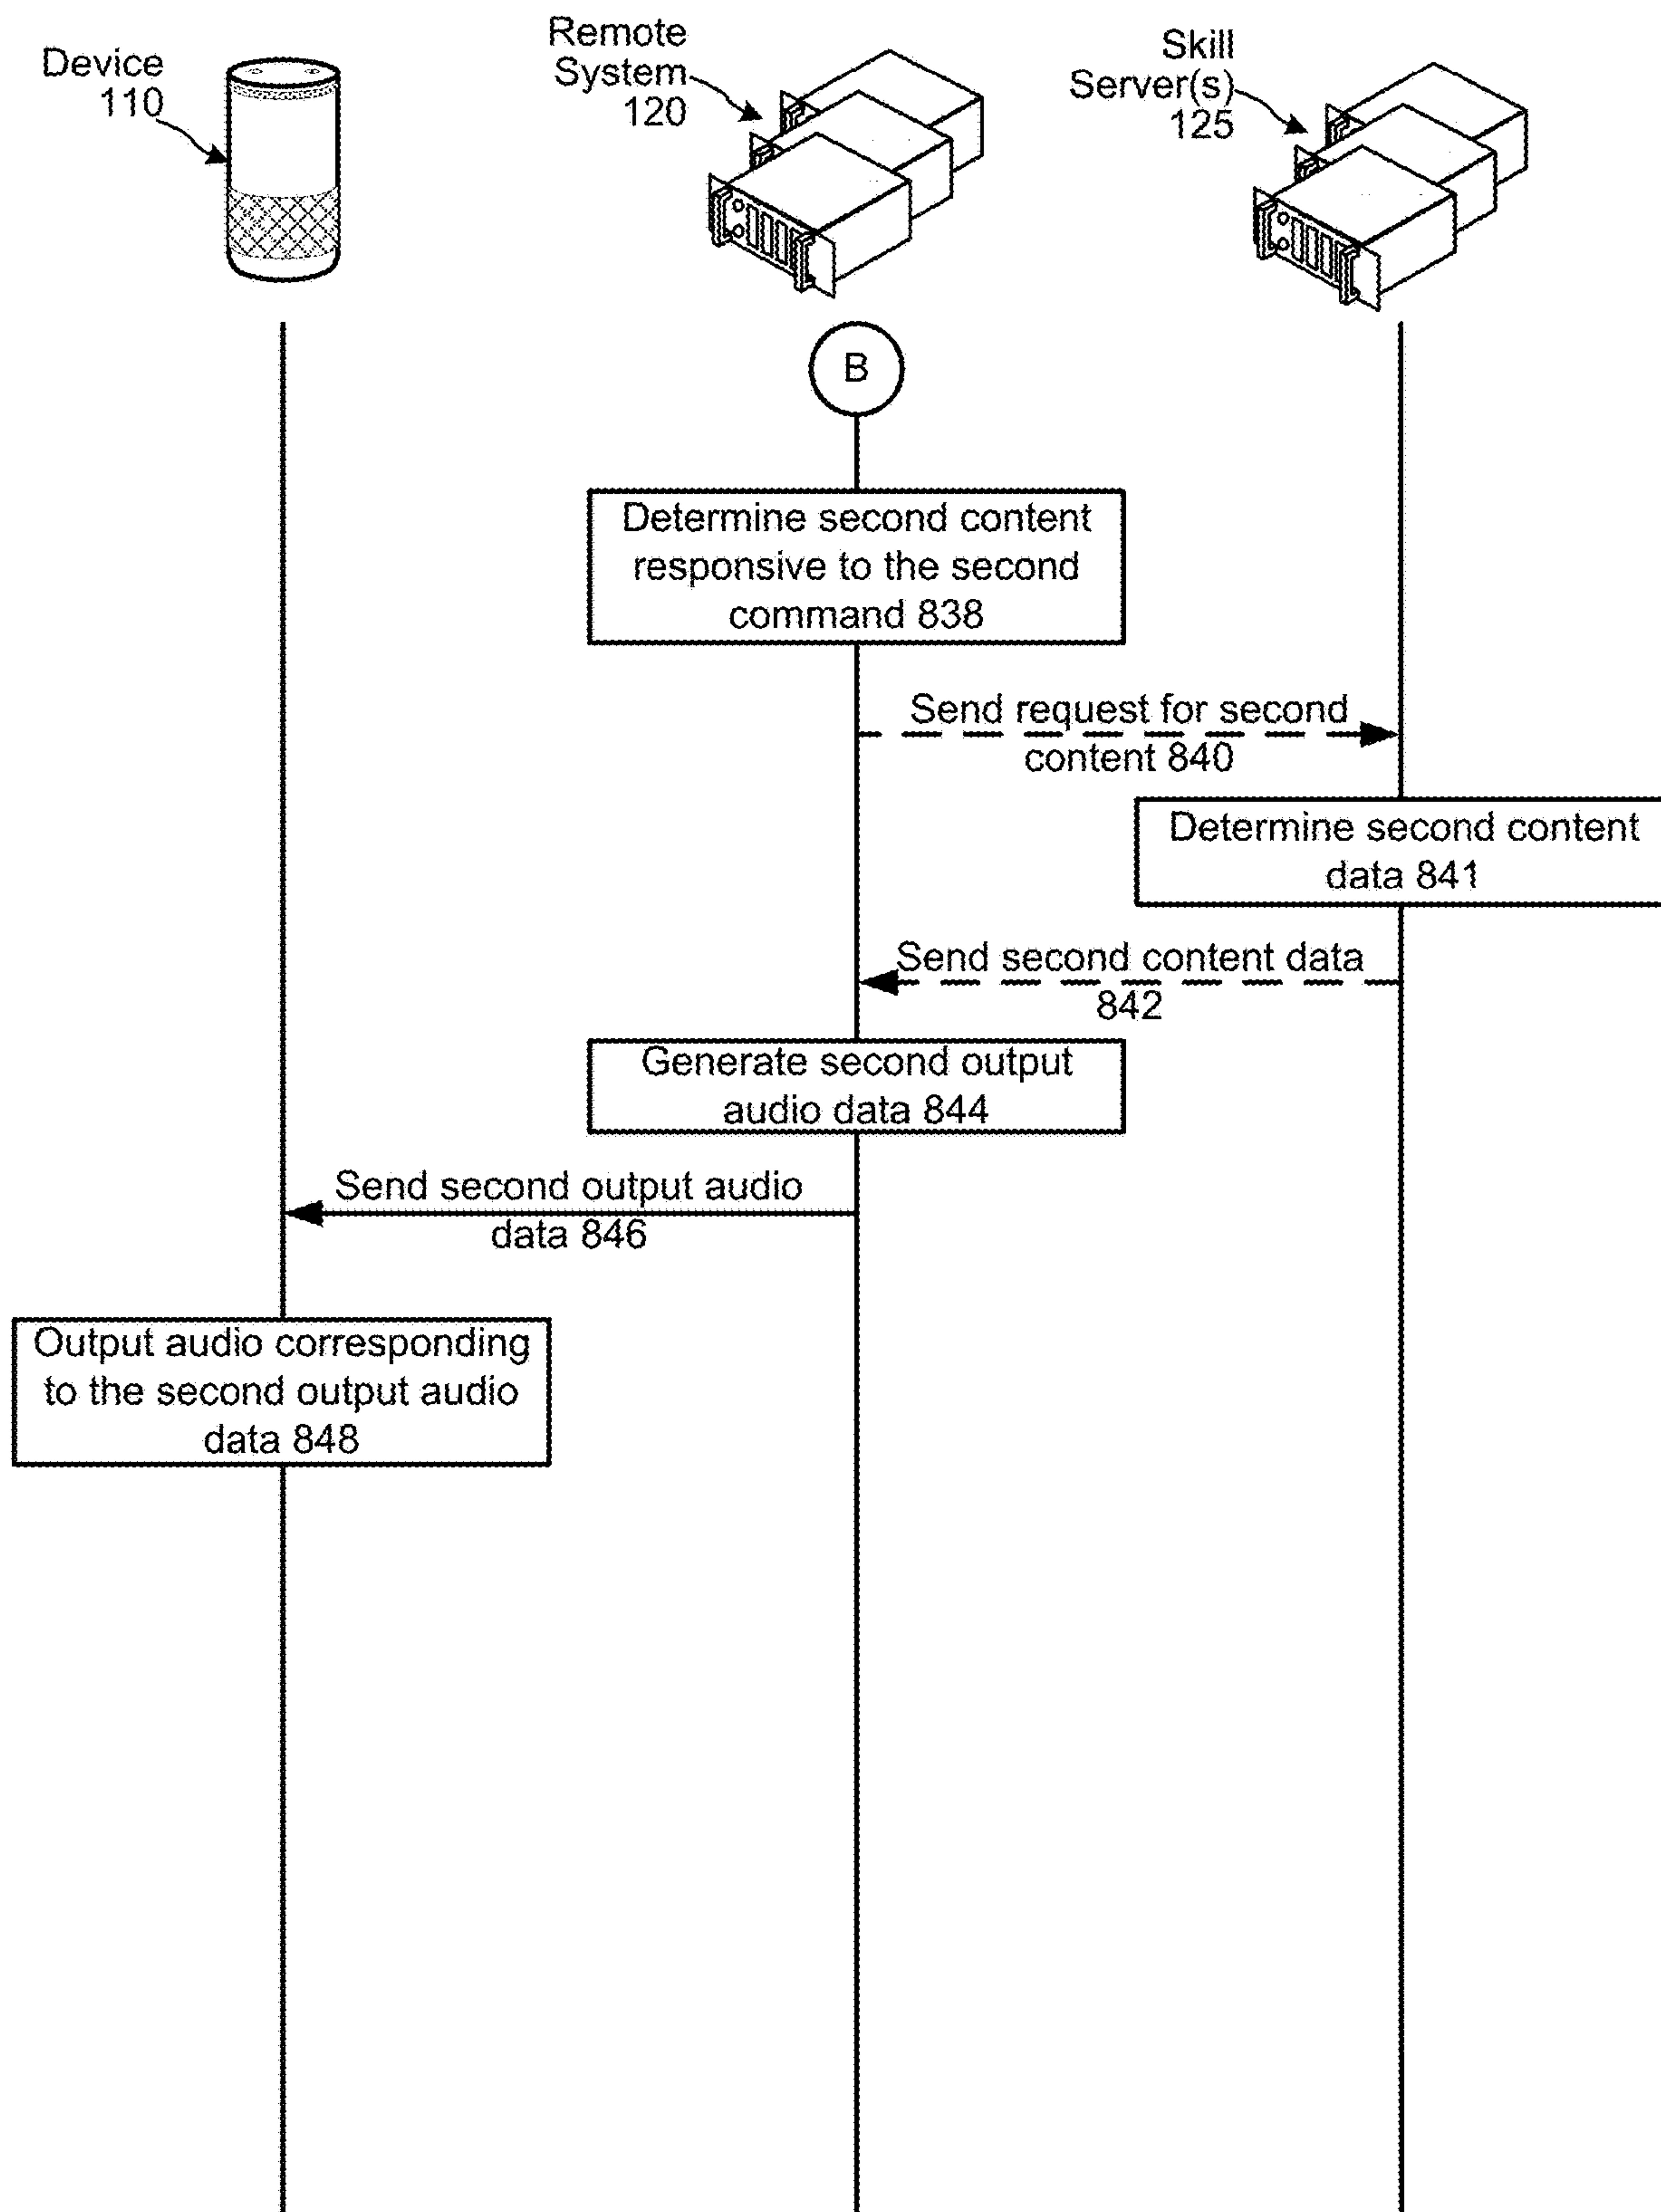 Device
110
Remote
System
120
Skill
Server(s)
125
B
Determine second content
responsive to the second
command 838
Send request for second
content 840
Determine second content
data 841
Send second content data
842
Generate second output
audio data 844
Send second output audio
data 846
Output audio corresponding
to the second output audio
data 848